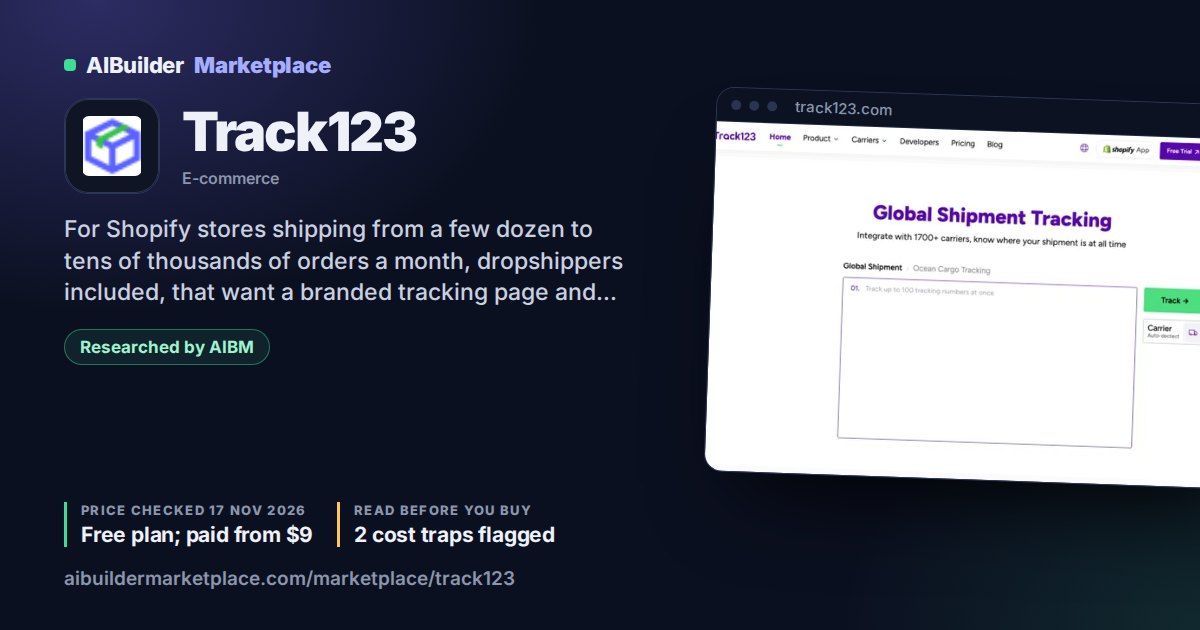 AIBuilder Marketplace
Track123
E-commerce
For Shopify stores shipping from a few dozen to
tens of thousands of orders a month, dropshippers
included, that want a branded tracking page and...
Researched by AIBM
PRICE CHECKED 17 NOV 2026
Free plan; paid from $9
READ BEFORE YOU BUY
2 cost traps flagged
aibuildermarketplace.com/marketplace/track123
track123.com
Track123 Home Product Carriers Developers Pricing Blog shopify App Free Trial
Global Shipment Tracking
Integrate with 1700+ carriers, know where your shipment is at all time
Global Shipment Ocean Cargo Tracking
01. Track up to 100 tracking numbers at once
Track →
Carrier
Auto-detect